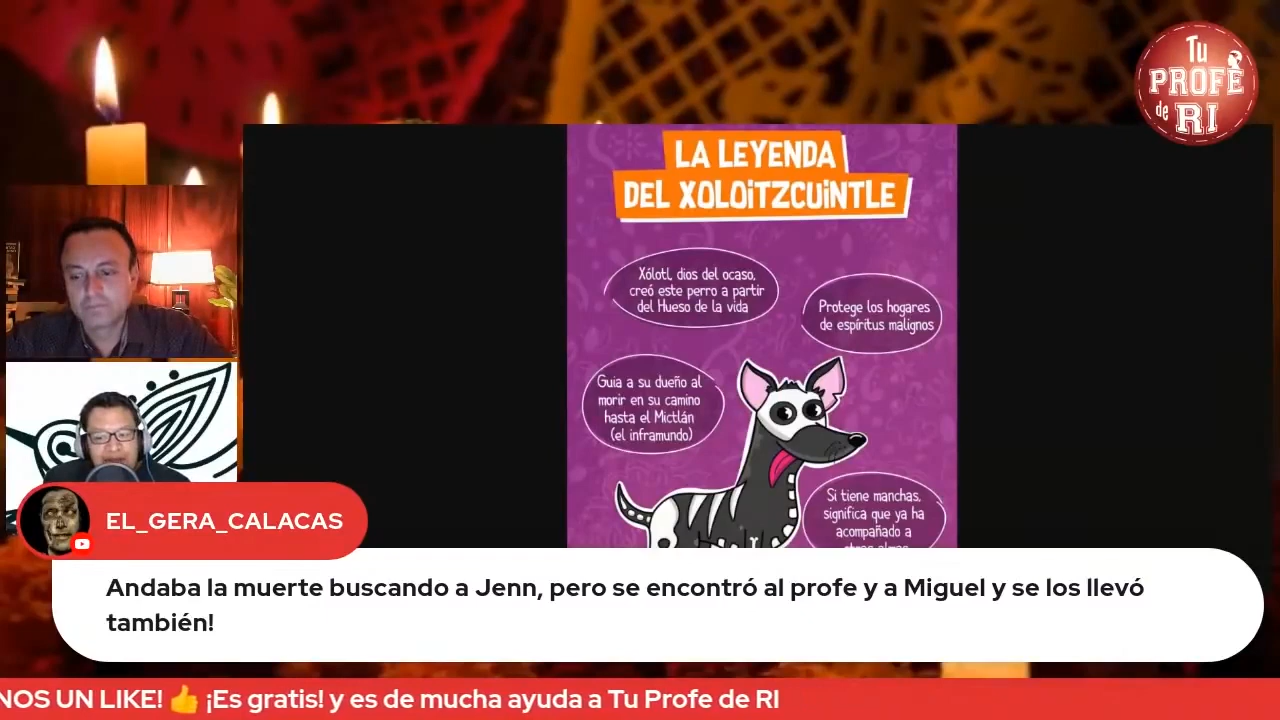 Tu
PROFE
de RI
LA LEYENDA
DEL XOLOiTZCUiNTLE
Xólotl, dios del ocaso,
creó este perro a partir
del Hueso de la vida
Protege los hogares
de espíritus malignos
Guia a su dueño al
morir en su camino
hasta el Mictlán
(el inframundo)
Si tiene manchas,
significa que ya ha
acompañado a
EL_GERA_CALACAS
Andaba la muerte buscando a Jenn, pero se encontró al profe y a Miguel y se los llevó
también!
NOS UN LIKE! 👍 ¡Es gratis! y es de mucha ayuda a Tu Profe de RI